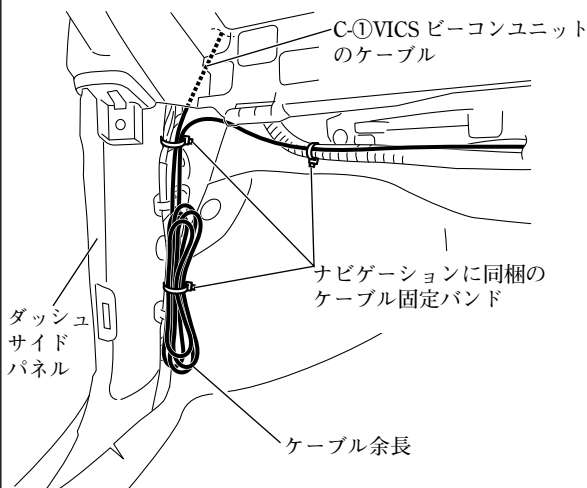 C-①VICS ビーコンユニット
のケーブル
ナビゲーションに同梱の
ケーブル固定バンド
ダッシュ
サイド
パネル
ケーブル余長